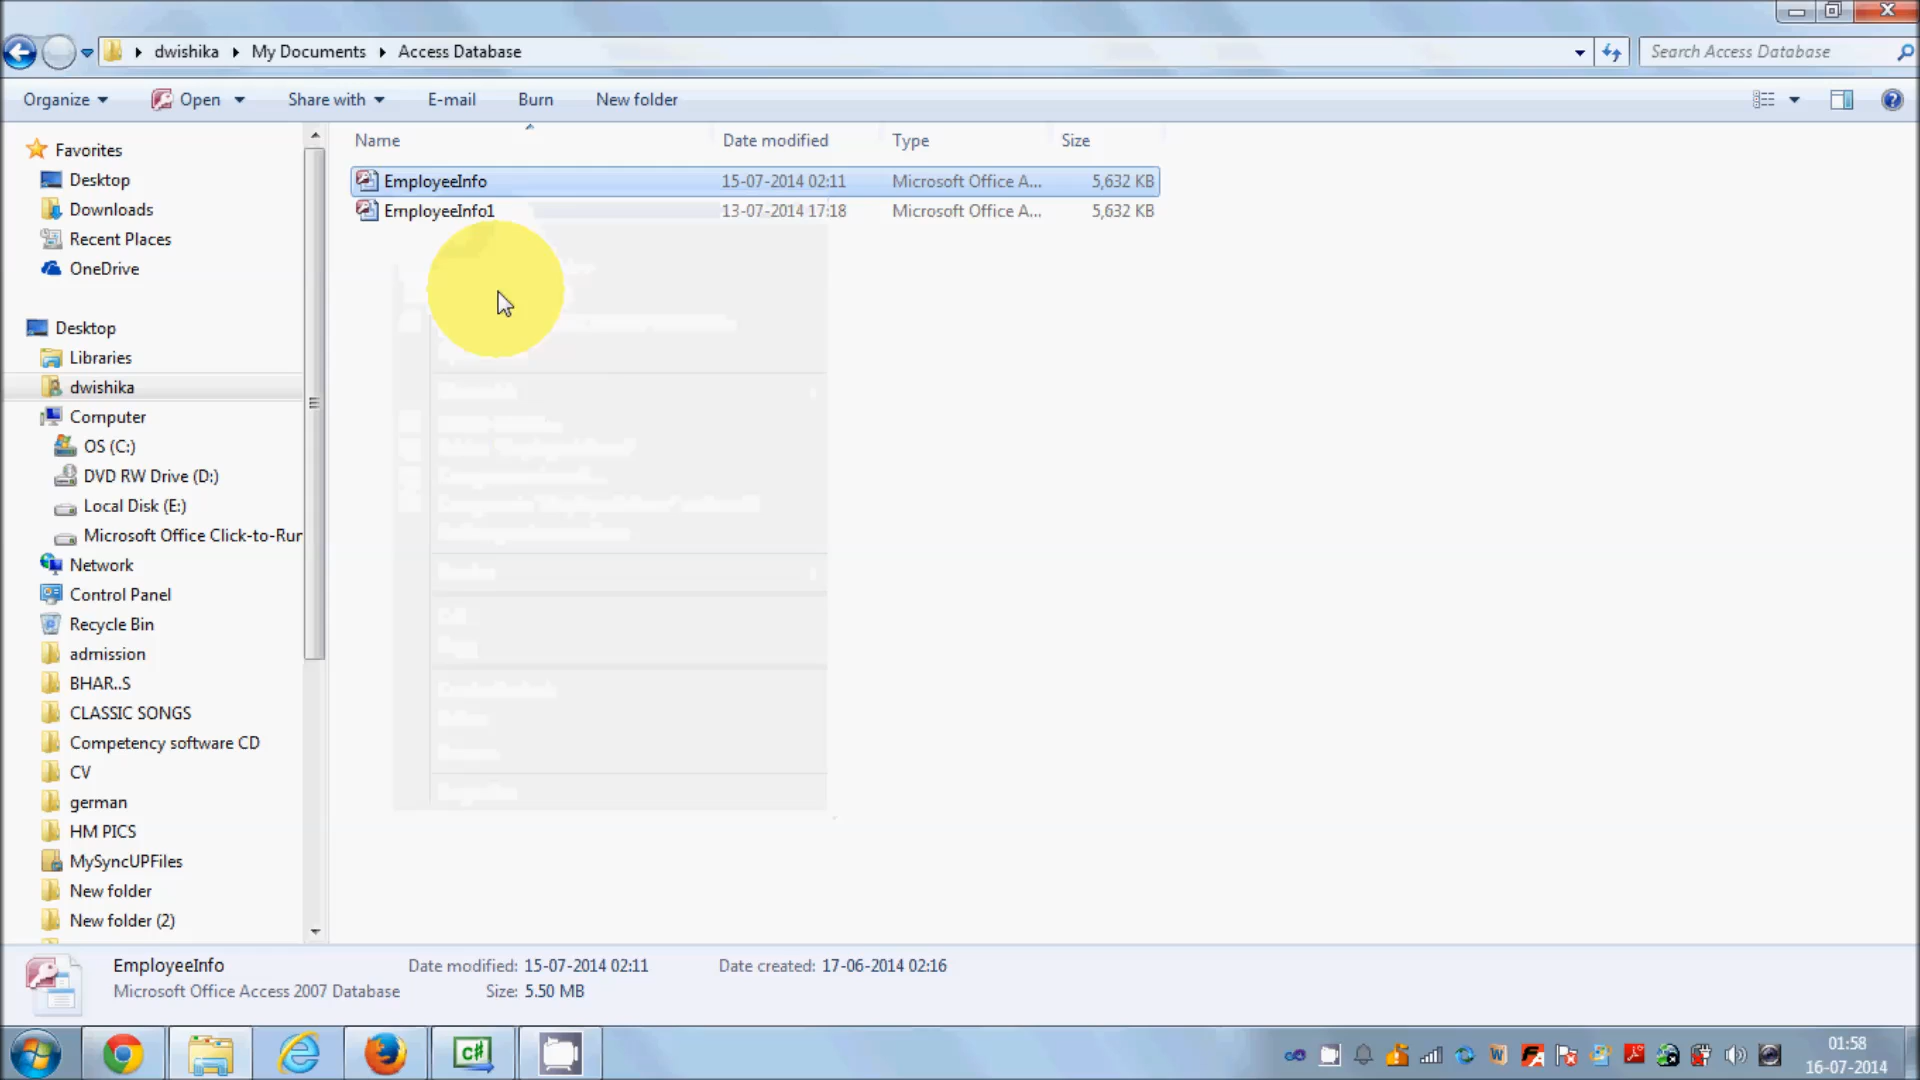 dwishika My Documents Access Database
Search Access Database
Organize Open Share with E-mail Burn New folder
Name Date modified Type Size
EmployeeInfo 15-07-2014 02:11 Microsoft Office A... 5,632 KB
EmployeeInfo1 13-07-2014 17:18 Microsoft Office A... 5,632 KB
Favorites
Desktop
Downloads
Recent Places
OneDrive
Desktop
Libraries
dwishika
Computer
OS (C:)
DVD RW Drive (D:)
Local Disk (E:)
Microsoft Office Click-to-Run
Network
Control Panel
Recycle Bin
admission
BHAR..S
CLASSIC SONGS
Competency software CD
CV
german
HM PICS
MySyncUPFiles
New folder
New folder (2)
EmployeeInfo Date modified: 15-07-2014 02:11 Date created: 17-06-2014 02:16
Microsoft Office Access 2007 Database Size: 5.50 MB
01:58
16-07-2014